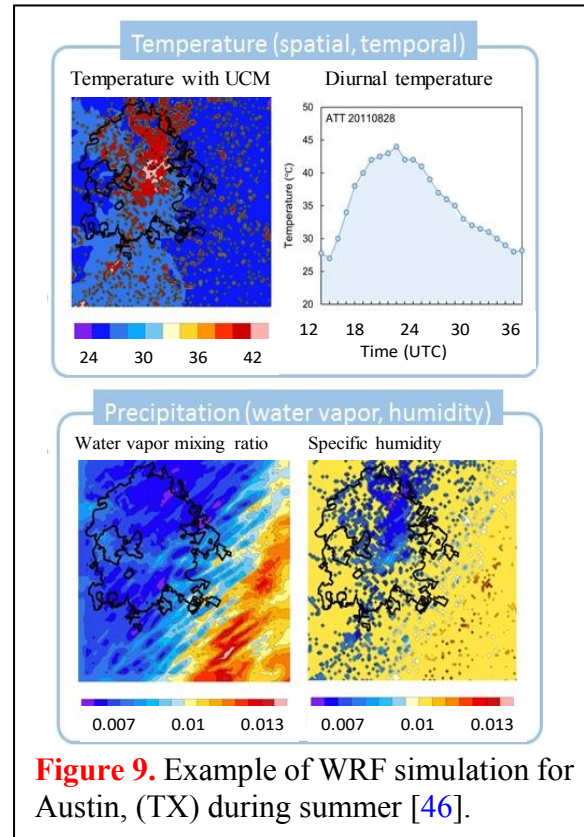 Temperature (spatial, temporal)
Temperature with UCM
Diurnal temperature
ATT 20110828
Temperature (°C)
50
45
40
35
30
25
20
12 18 24 30 36
Time (UTC)
24 30 36 42
Precipitation (water vapor, humidity)
Water vapor mixing ratio
Specific humidity
0.007 0.01 0.013
0.007 0.01 0.013
Figure 9. Example of WRF simulation for
Austin, (TX) during summer [46].